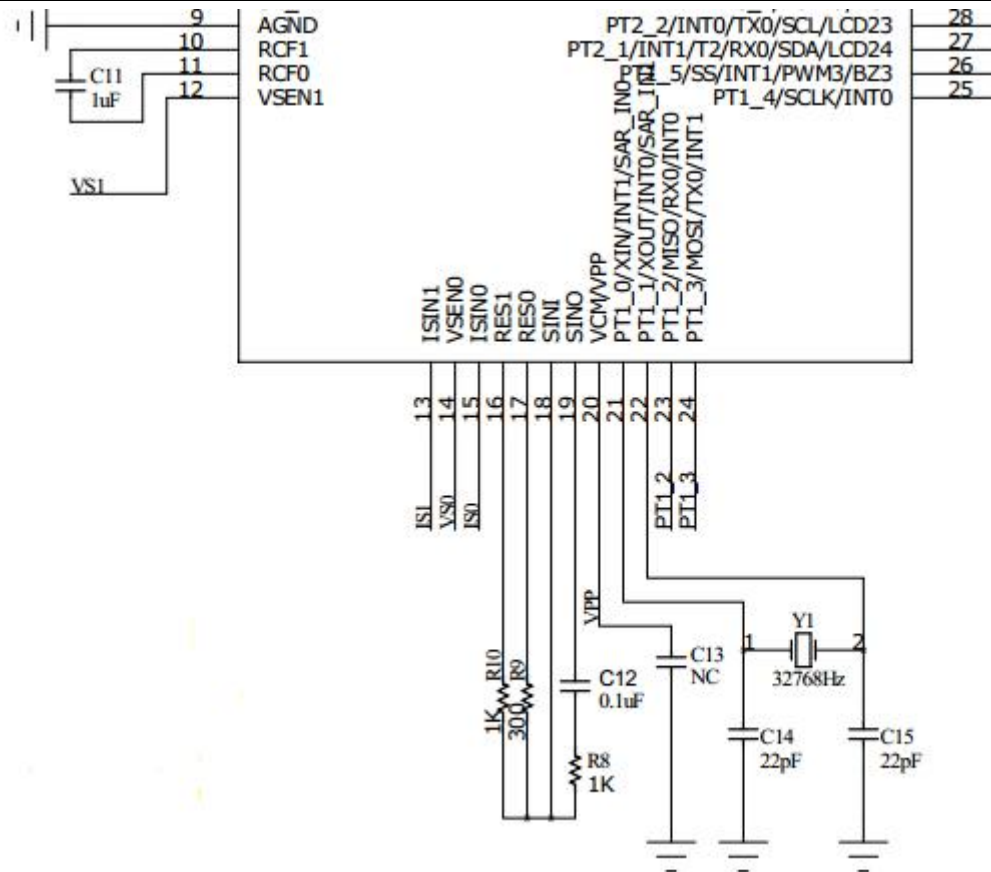 9 AGND
10 RCF1
11 RCF0
12 VSEN1
C11
1uF
VS1
PT2_2/INT0/TX0/SCL/LCD23 28
PT2_1/INT1/T2/RX0/SDA/LCD24 27
_5/SS/INT1/PWM3/BZ3 26
PT1_4/SCLK/INT0 25
ISIN1
VSEN0
ISIN0
RES1
RES0
SINI
SINO
VCM/VPP
PT1_0/XIN/INT1/SAR_IN0
PT1_1/XOUT/INT0/SAR_IN1
PT1_2/MISO/RX0/INT0
PT1_3/MOSI/TX0/INT1
13
14
15
16
17
18
19
20
21
22
23
24
IS1
VS0
IS0
PT1_2
PT1_3
VPP
R10
1K
R9
300
C12
0.1uF
R8
1K
C13
NC
Y1
1
2
32768Hz
C14
22pF
C15
22pF